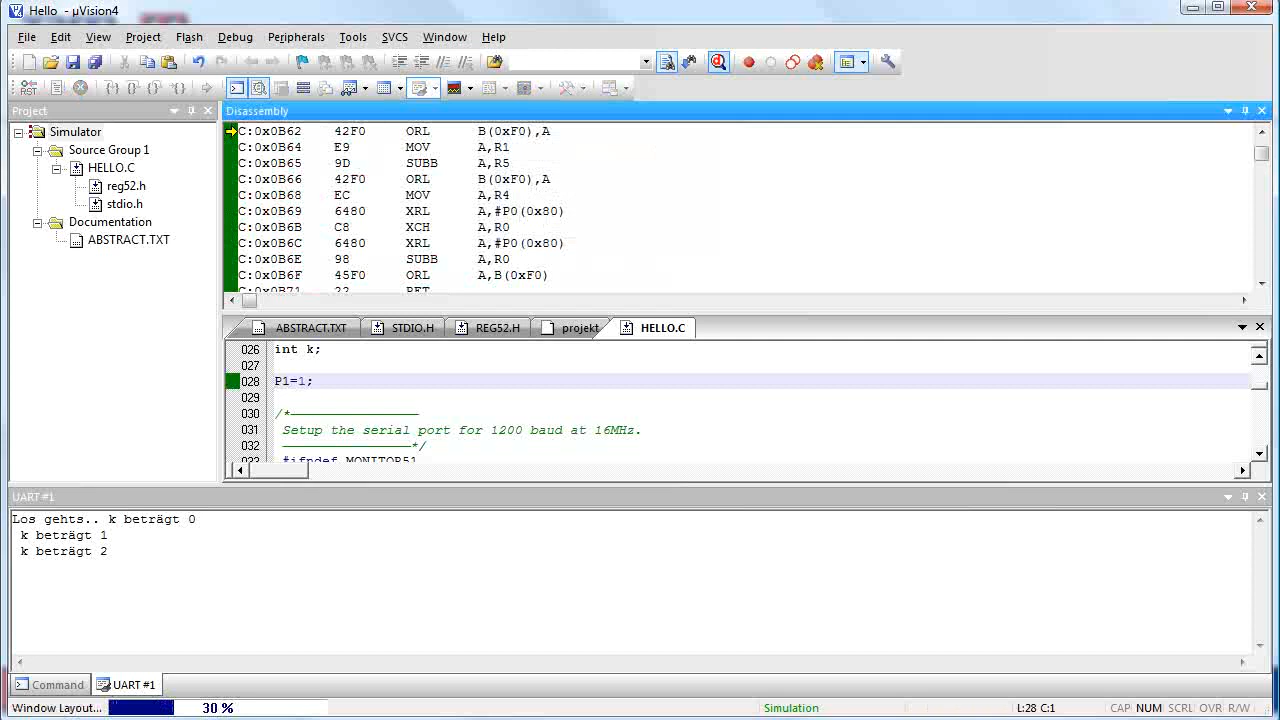 Hello - µVision4
File Edit View Project Flash Debug Peripherals Tools SVCS Window Help
Project
Disassembly
Simulator
Source Group 1
HELLO.C
reg52.h
stdio.h
Documentation
ABSTRACT.TXT
C:0x0B62 42F0 ORL B(0xF0),A
C:0x0B64 E9 MOV A,R1
C:0x0B65 9D SUBB A,R5
C:0x0B66 42F0 ORL B(0xF0),A
C:0x0B68 EC MOV A,R4
C:0x0B69 6480 XRL A,#P0(0x80)
C:0x0B6B C8 XCH A,R0
C:0x0B6C 6480 XRL A,#P0(0x80)
C:0x0B6E 98 SUBB A,R0
C:0x0B6F 45F0 ORL A,B(0xF0)
C:0x0B71 22 RET
ABSTRACT.TXT STDIO.H REG52.H projekt HELLO.C
026 int k;
027
028 P1=1;
029
030 /*
031 Setup the serial port for 1200 baud at 16MHz.
032 */
033 #ifndef MONITOR51
UART #1
Los gehts.. k beträgt 0
k beträgt 1
k beträgt 2
Command UART #1
Window Layout... 30 % Simulation L:28 C:1 CAP NUM SCRL OVR R/W